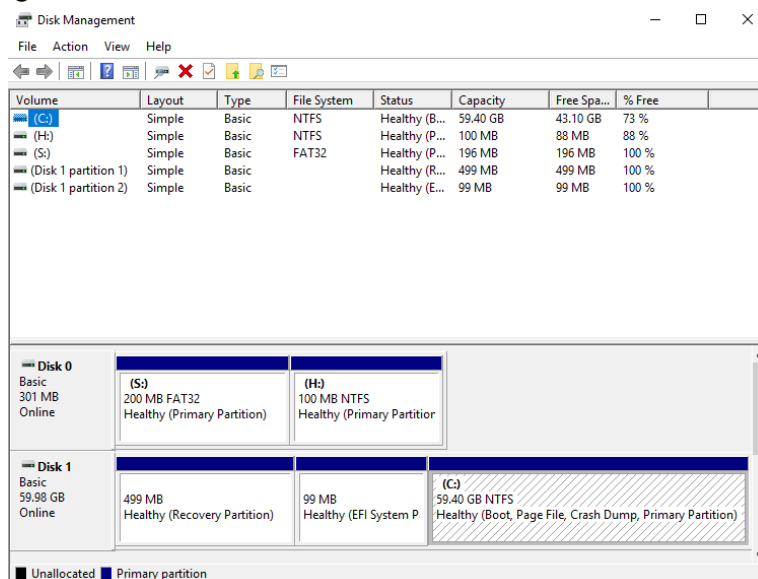 Disk Management
File Action View Help
Volume Layout Type File System Status Capacity Free Spa... % Free
(C:) Simple Basic NTFS Healthy (B... 59.40 GB 43.10 GB 73 %
(H:) Simple Basic NTFS Healthy (P... 100 MB 88 MB 88 %
(S:) Simple Basic FAT32 Healthy (P... 196 MB 196 MB 100 %
(Disk 1 partition 1) Simple Basic Healthy (R... 499 MB 499 MB 100 %
(Disk 1 partition 2) Simple Basic Healthy (E... 99 MB 99 MB 100 %
Disk 0
Basic
301 MB
Online
(S:)
200 MB FAT32
Healthy (Primary Partition)
(H:)
100 MB NTFS
Healthy (Primary Partitior
Disk 1
Basic
59.98 GB
Online
499 MB
Healthy (Recovery Partition)
99 MB
Healthy (EFI System P
(C:)
59.40 GB NTFS
Healthy (Boot, Page File, Crash Dump, Primary Partition)
Unallocated Primary partition